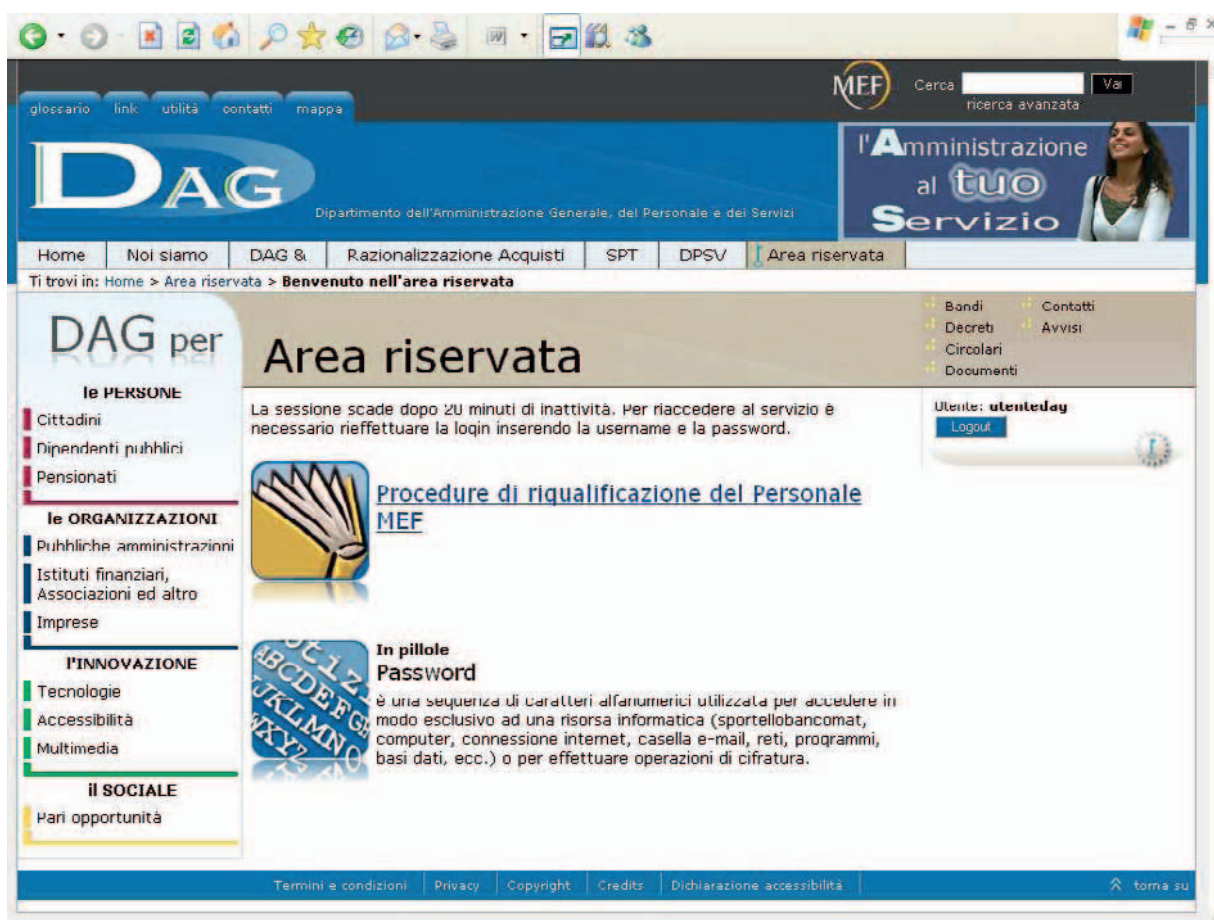 MEF
Cerca Vai
ricerca avanzata
glossario link utilità contatti mappa
DAG
Dipartimento dell'Amministrazione Generale, del Personale e dei Servizi
l'Amministrazione
al tuo
Servizio
Home Noi siamo DAG & Razionalizzazione Acquisti SPT DPSV Area riservata
Ti trovi in: Home > Area riservata > Benvenuto nell'area riservata
DAG per
le PERSONE
Cittadini
Dipendenti pubblici
Pensionati
le ORGANIZZAZIONI
Pubbliche amministrazioni
Istituti finanziari,
Associazioni ed altro
Imprese
l'INNOVAZIONE
Tecnologie
Accessibilità
Multimedia
il SOCIALE
Pari opportunità
Area riservata
Bandi Contatti
Decreti Avvisi
Circolari
Documenti
La sessione scade dopo 20 minuti di inattività. Per riaccedere al servizio è
necessario rieffettuare la login inserendo la username e la password.
Utente: utentedag
Logout
Procedure di riqualificazione del Personale
MEF
In pillole
Password
è una sequenza di caratteri alfanumerici utilizzata per accedere in
modo esclusivo ad una risorsa informatica (sportellobancomat,
computer, connessione internet, casella e-mail, reti, programmi,
basi dati, ecc.) o per effettuare operazioni di cifratura.
Termini e condizioni Privacy Copyright Credits Dichiarazione accessibilità torna su